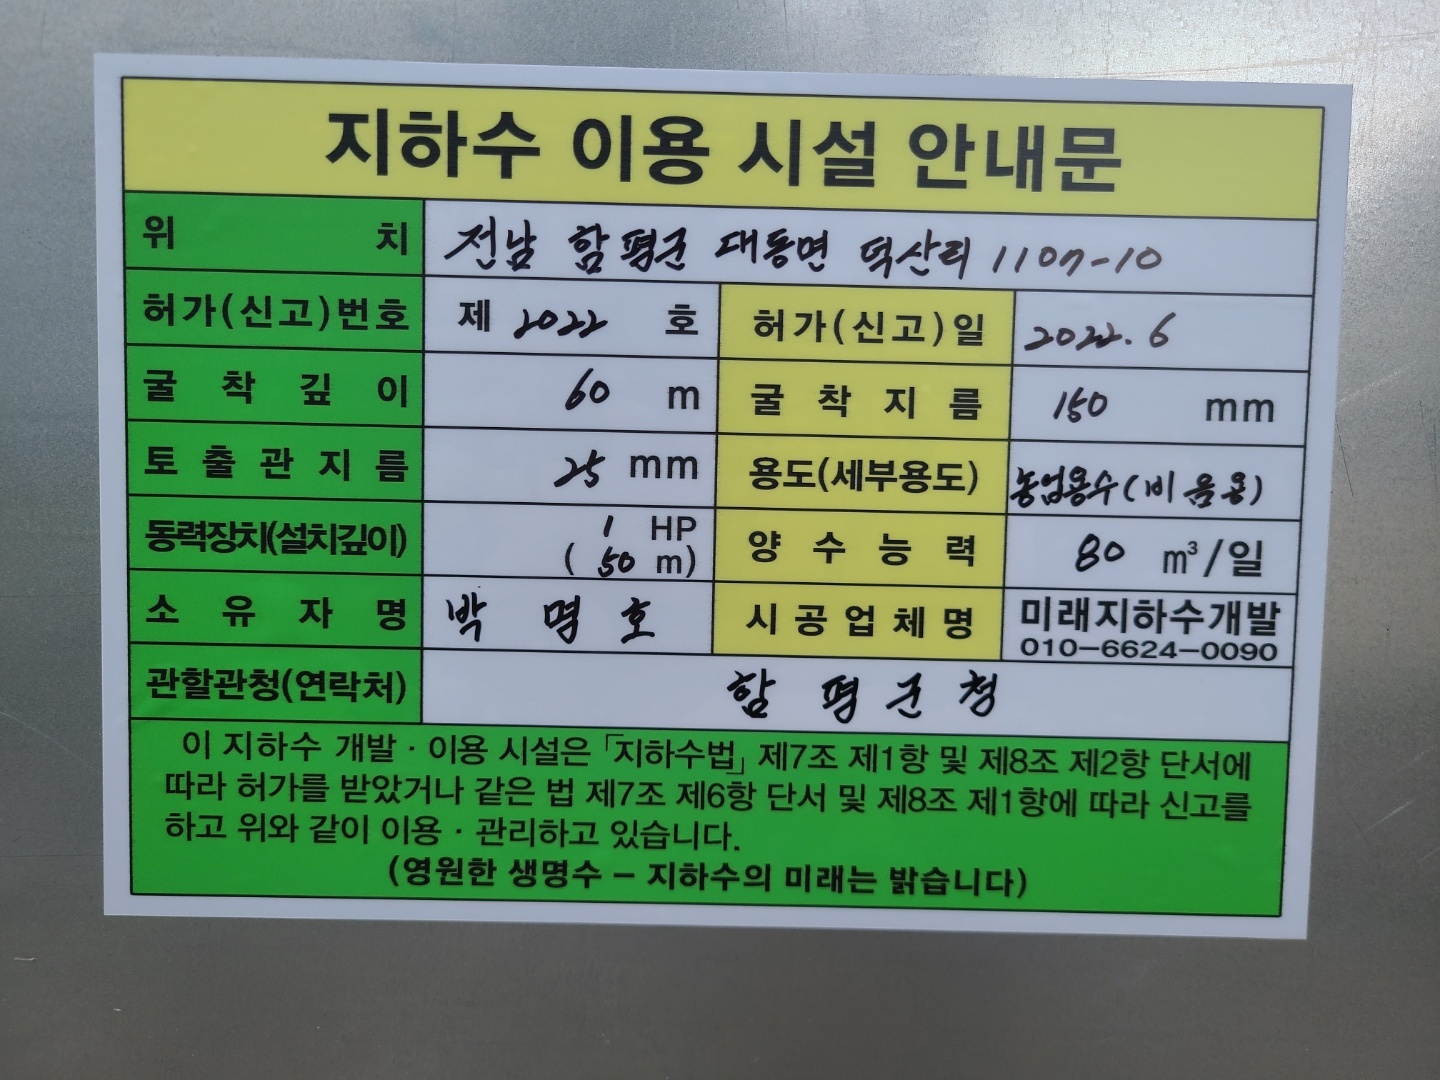 지하수 이용 시설 안내문
위 치 전남 함평군 대동면 덕산리 1107-10
허가(신고)번호 제 2022 호 허가(신고)일 2022.6
굴착깊이 60 m 굴착지름 150 mm
토출관지름 25 mm 용도(세부용도) 농업용수(비음용)
동력장치(설치깊이) 1 HP
(50 m) 양수능력 80 m³/일
소유자명 박명호 시공업체명 미래지하수개발
010-6624-0090
관할관청(연락처) 함평군청
이 지하수 개발·이용 시설은 「지하수법」 제7조 제1항 및 제8조 제2항 단서에
따라 허가를 받았거나 같은 법 제7조 제6항 단서 및 제8조 제1항에 따라 신고를
하고 위와 같이 이용·관리하고 있습니다.
(영원한 생명수 - 지하수의 미래는 밝습니다)